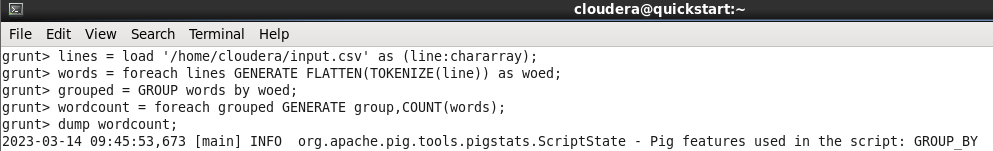 cloudera@quickstart:~
File Edit View Search Terminal Help
grunt> lines = load '/home/cloudera/input.csv' as (line:chararray);
grunt> words = foreach lines GENERATE FLATTEN(TOKENIZE(line)) as woed;
grunt> grouped = GROUP words by woed;
grunt> wordcount = foreach grouped GENERATE group,COUNT(words);
grunt> dump wordcount;
2023-03-14 09:45:53,673 [main] INFO  org.apache.pig.tools.pigstats.ScriptState - Pig features used in the script: GROUP_BY